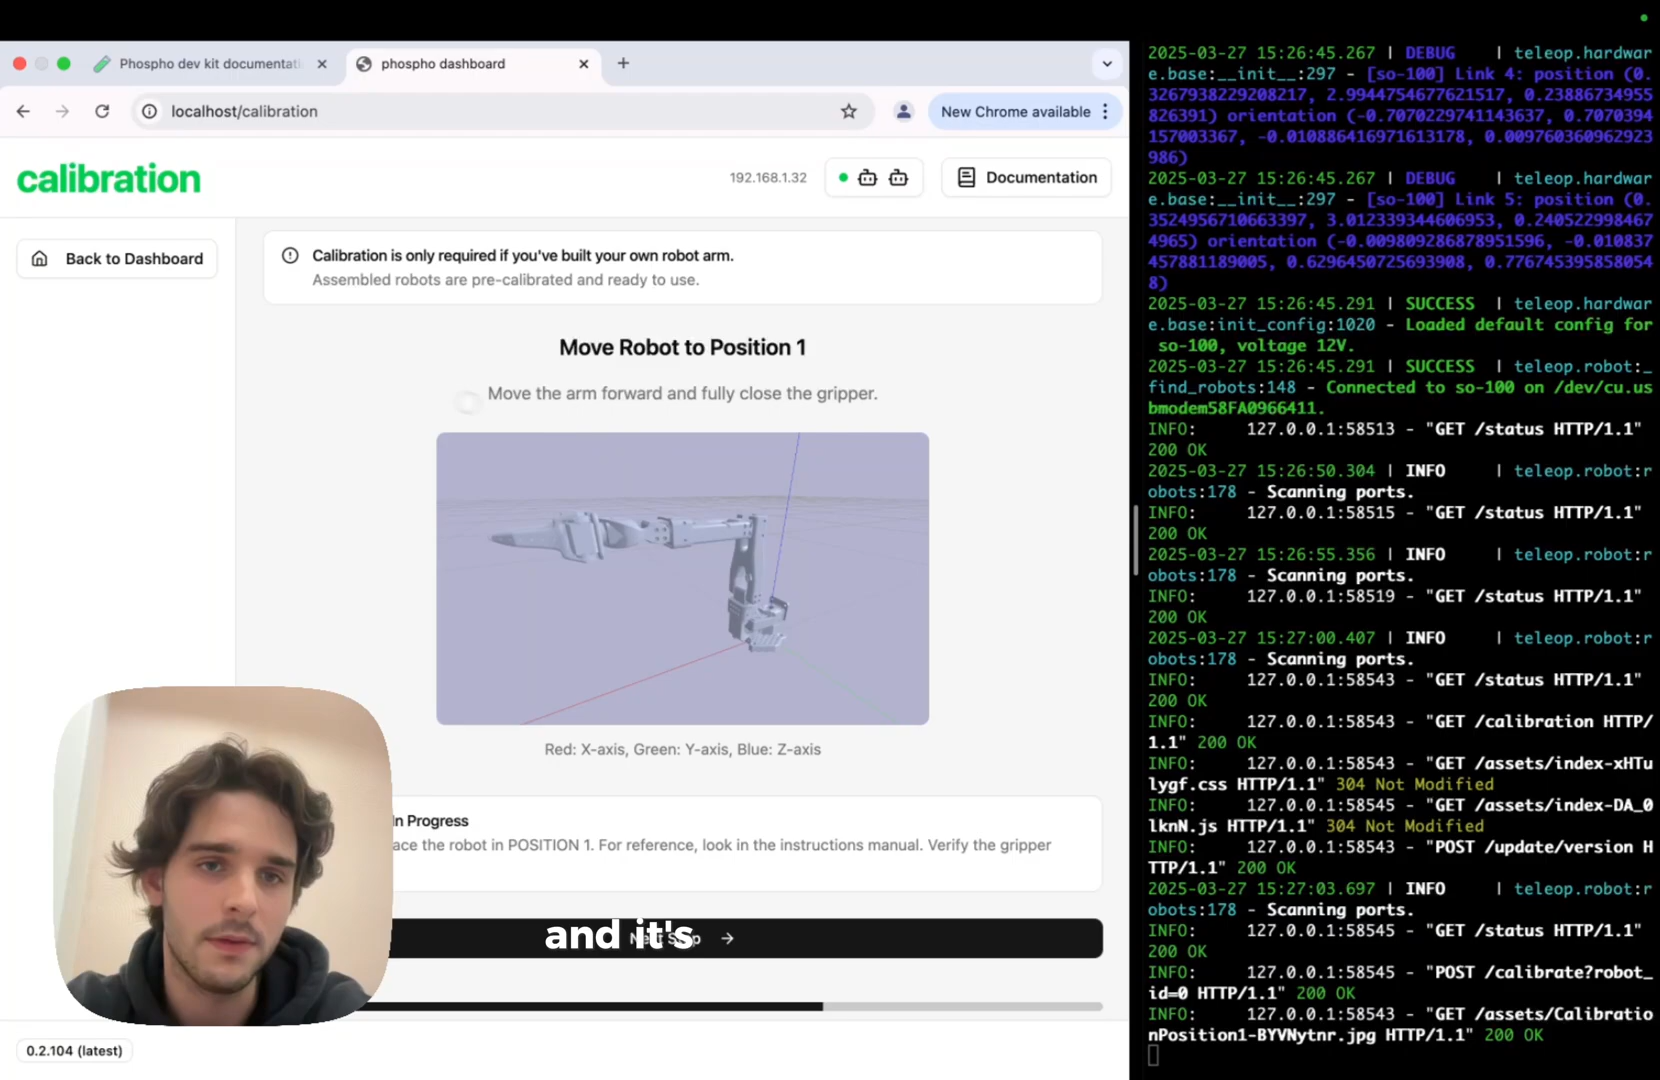 Phospho dev kit documentati
phospho dashboard
localhost/calibration
New Chrome available
calibration
192.168.1.32
Documentation
Back to Dashboard
Calibration is only required if you've built your own robot arm.
Assembled robots are pre-calibrated and ready to use.
Move Robot to Position 1
Move the arm forward and fully close the gripper.
Red: X-axis, Green: Y-axis, Blue: Z-axis
In Progress
ace the robot in POSITION 1. For reference, look in the instructions manual. Verify the gripper
and it's
0.2.104 (latest)
2025-03-27 15:26:45.267 | DEBUG    | teleop.hardwar
e.base:__init__:297 - [so-100] Link 4: position (0.
3267938229208217, 2.9944754677621517, 0.23886734955
826391) orientation (-0.7070229741143637, 0.7070394
157003367, -0.010886416971613178, 0.009760360962923
986)
2025-03-27 15:26:45.267 | DEBUG    | teleop.hardwar
e.base:__init__:297 - [so-100] Link 5: position (0.
3524956710663397, 3.012339344606953, 0.240522998467
4965) orientation (-0.009809286878951596, -0.010837
457881189005, 0.6296450725693908, 0.776745395858054
8)
2025-03-27 15:26:45.291 | SUCCESS  | teleop.hardwar
e.base:init_config:1020 - Loaded default config for
so-100, voltage 12V.
2025-03-27 15:26:45.291 | SUCCESS  | teleop.robot:_
find_robots:148 - Connected to so-100 on /dev/cu.us
bmodem58FA0966411.
INFO:     127.0.0.1:58513 - "GET /status HTTP/1.1"
200 OK
2025-03-27 15:26:50.304 | INFO     | teleop.robot:r
obots:178 - Scanning ports.
INFO:     127.0.0.1:58515 - "GET /status HTTP/1.1"
200 OK
2025-03-27 15:26:55.356 | INFO     | teleop.robot:r
obots:178 - Scanning ports.
INFO:     127.0.0.1:58519 - "GET /status HTTP/1.1"
200 OK
2025-03-27 15:27:00.407 | INFO     | teleop.robot:r
obots:178 - Scanning ports.
INFO:     127.0.0.1:58543 - "GET /status HTTP/1.1"
200 OK
INFO:     127.0.0.1:58543 - "GET /calibration HTTP/
1.1" 200 OK
INFO:     127.0.0.1:58543 - "GET /assets/index-xHTu
lygf.css HTTP/1.1" 304 Not Modified
INFO:     127.0.0.1:58545 - "GET /assets/index-DA_0
lknN.js HTTP/1.1" 304 Not Modified
INFO:     127.0.0.1:58543 - "POST /update/version H
TTP/1.1" 200 OK
2025-03-27 15:27:03.697 | INFO     | teleop.robot:r
obots:178 - Scanning ports.
INFO:     127.0.0.1:58545 - "GET /status HTTP/1.1"
200 OK
INFO:     127.0.0.1:58545 - "POST /calibrate?robot_
id=0 HTTP/1.1" 200 OK
INFO:     127.0.0.1:58545 - "GET /assets/Calibratio
nPosition1-BYVNytnr.jpg HTTP/1.1" 200 OK